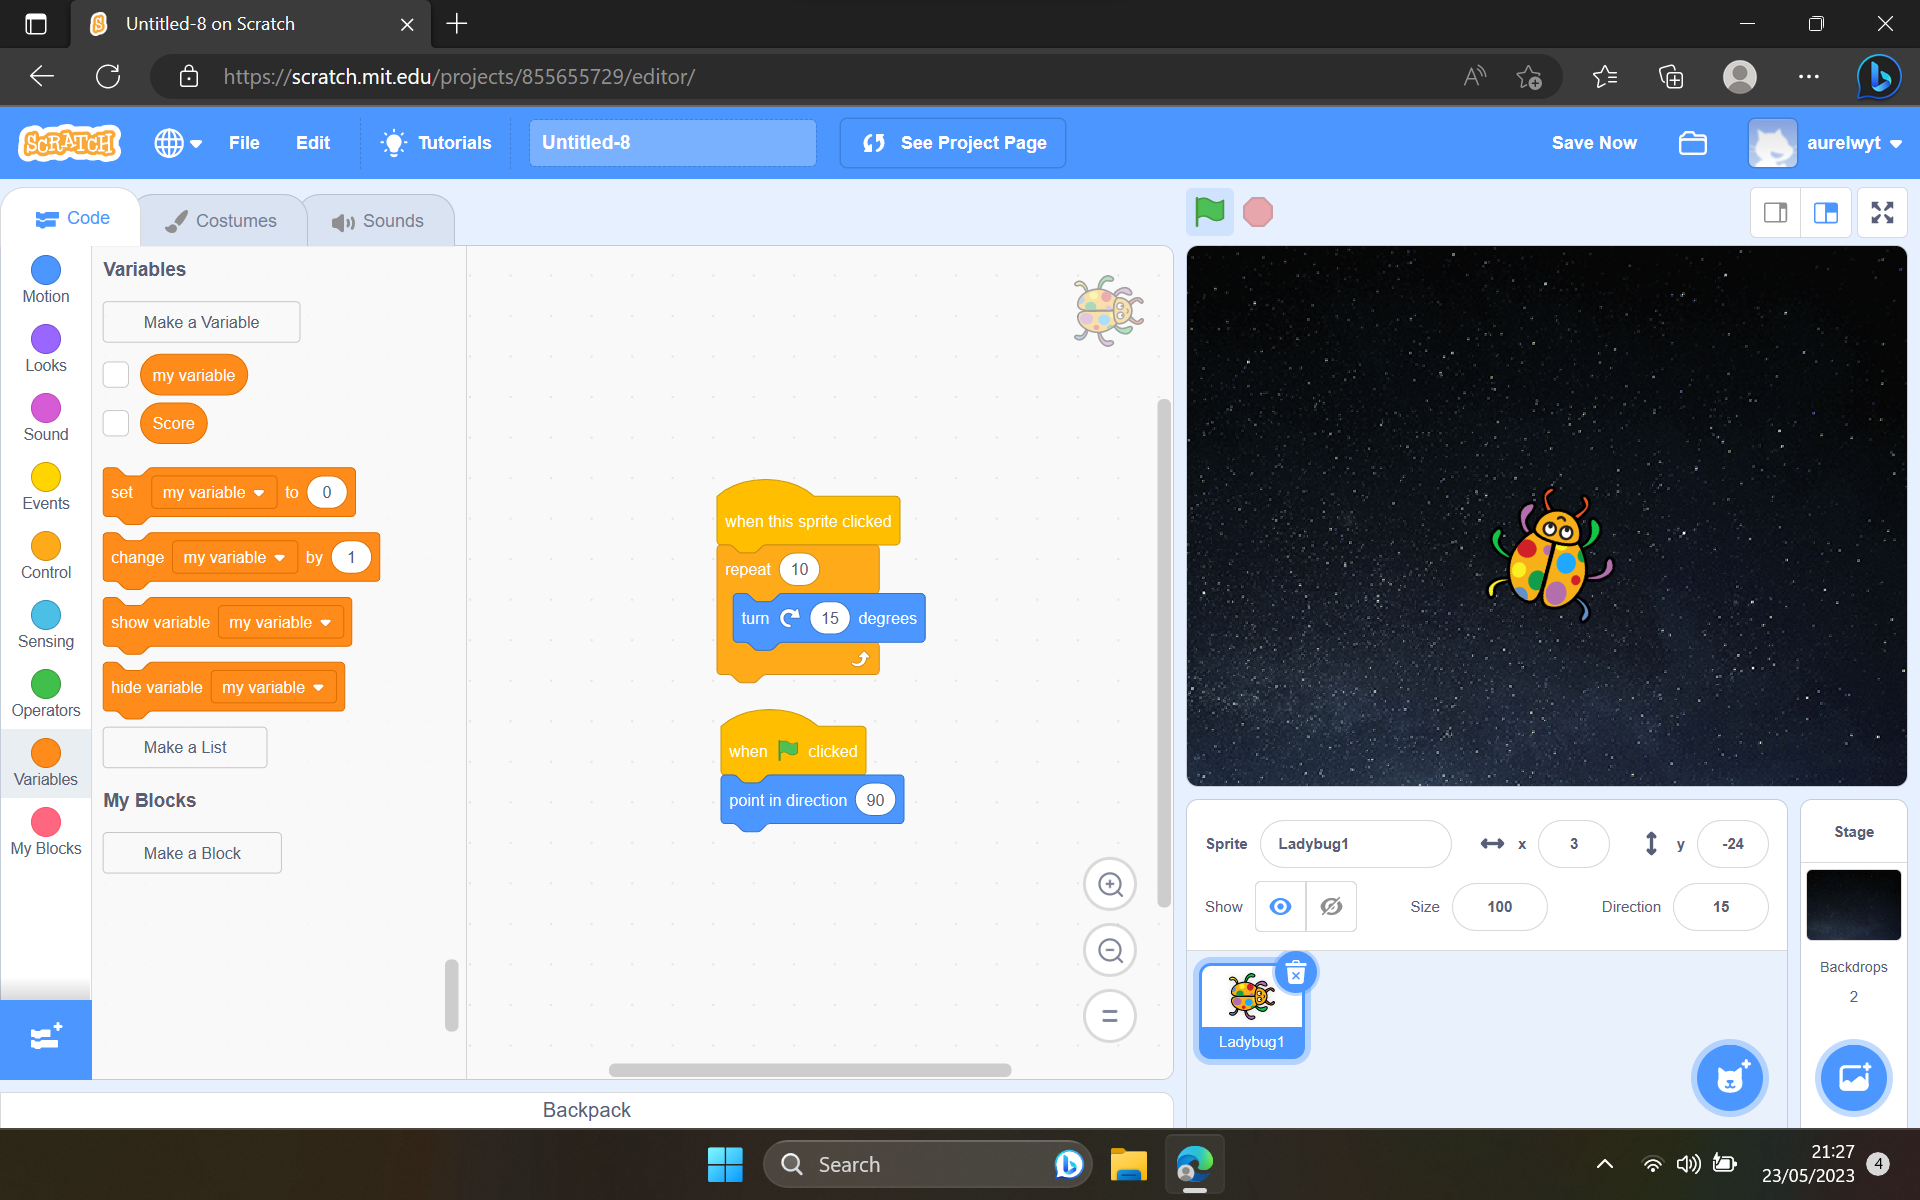 Untitled-8 on Scratch
https://scratch.mit.edu/projects/855655729/editor/
SCRATCH File Edit Tutorials Untitled-8 See Project Page Save Now aurelwyt
Code Costumes Sounds
Motion
Looks
Sound
Events
Control
Sensing
Operators
Variables
My Blocks
Variables
Make a Variable
my variable
Score
set my variable to 0
change my variable by 1
show variable my variable
hide variable my variable
Make a List
My Blocks
Make a Block
when this sprite clicked
repeat 10
turn 15 degrees
when clicked
point in direction 90
Backpack
Sprite Ladybug1 x 3 y -24
Show Size 100 Direction 15
Ladybug1
Stage
Backdrops
2
Search
21:27
23/05/2023
4